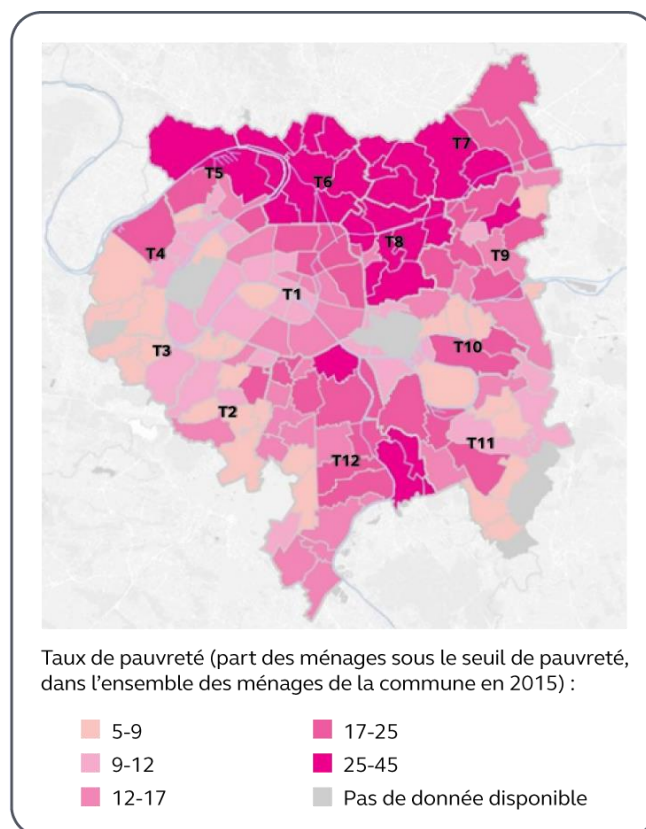 T7
T5
T6
T8
T4
T9
T1
T3
T10
T2
T11
T12
Taux de pauvreté (part des ménages sous le seuil de pauvreté,
dans l’ensemble des ménages de la commune en 2015) :
5-9
17-25
9-12
25-45
12-17
Pas de donnée disponible